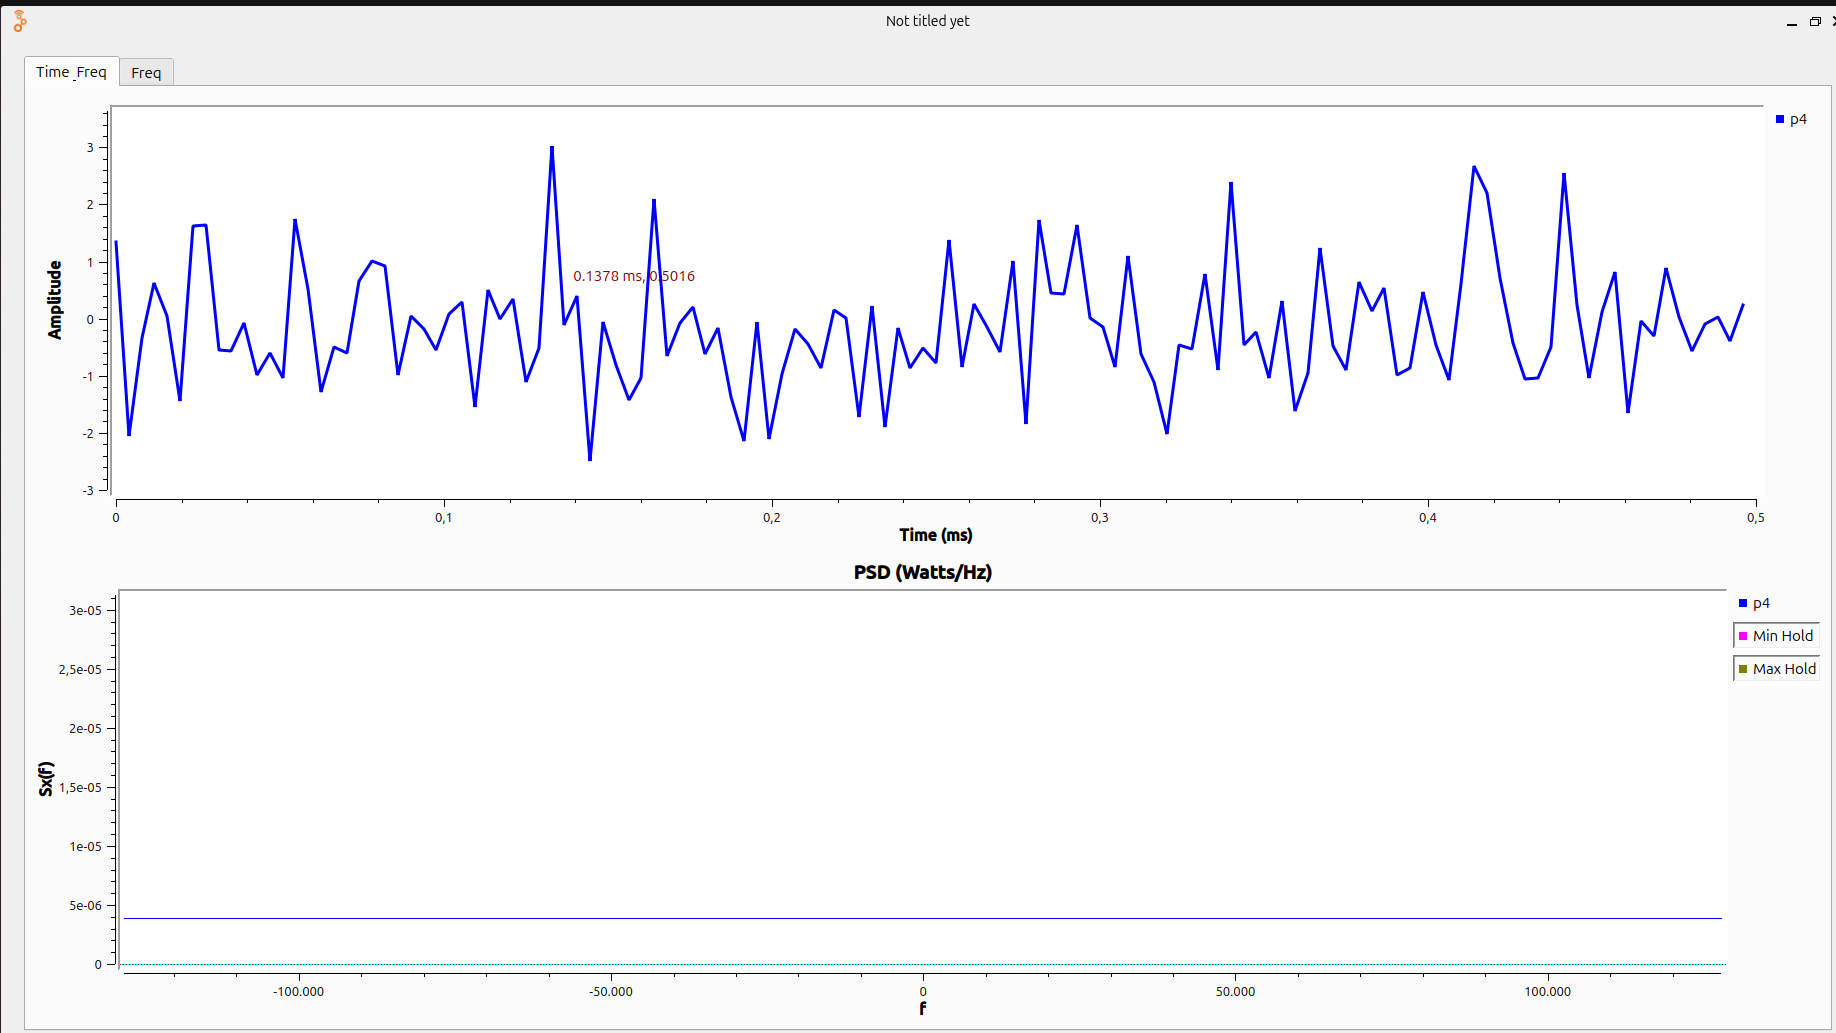 Not titled yet
Time_Freq
Freq
p4
Amplitude
3
2
1
0
-1
-2
-3
0.1378 ms, 0.5016
0
0,1
0,2
0,3
0,4
0,5
Time (ms)
PSD (Watts/Hz)
p4
Min Hold
Max Hold
Sx(f)
3e-05
2,5e-05
2e-05
1,5e-05
1e-05
5e-06
0
-100.000
-50.000
0
50.000
100.000
f